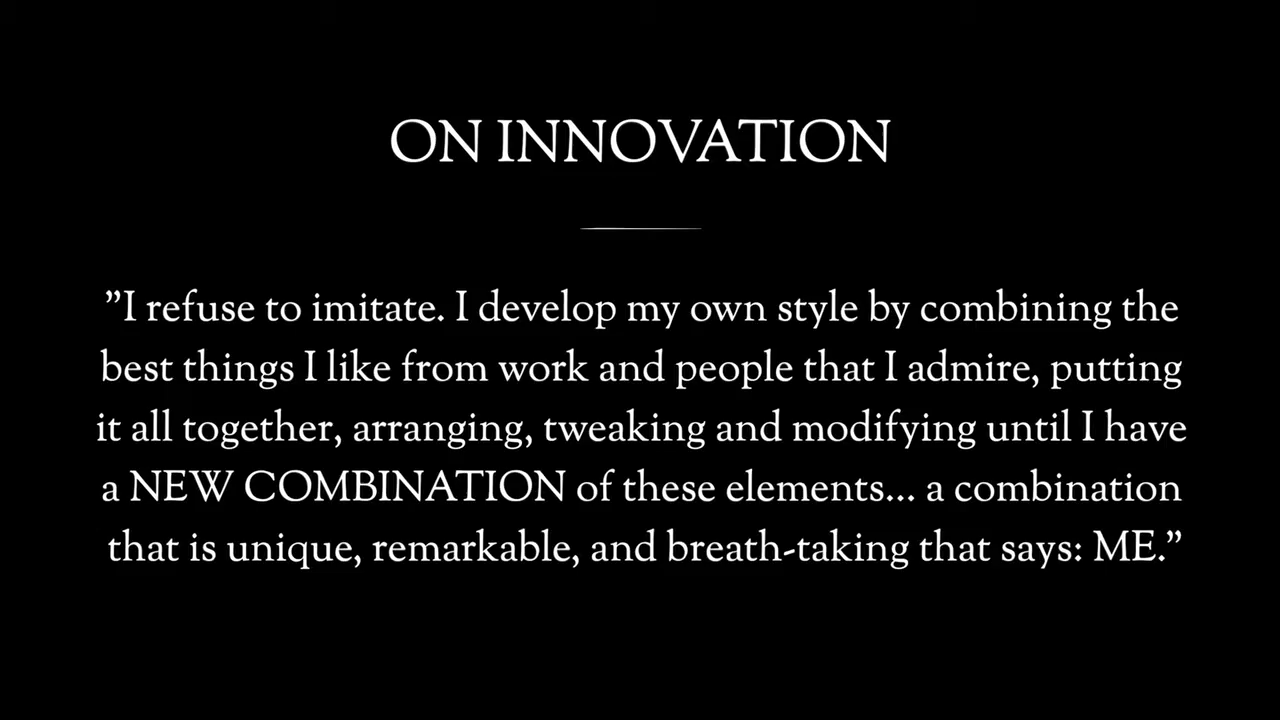 ON INNOVATION
”I refuse to imitate. I develop my own style by combining the
best things I like from work and people that I admire, putting
it all together, arranging, tweaking and modifying until I have
a NEW COMBINATION of these elements... a combination
that is unique, remarkable, and breath-taking that says: ME.”